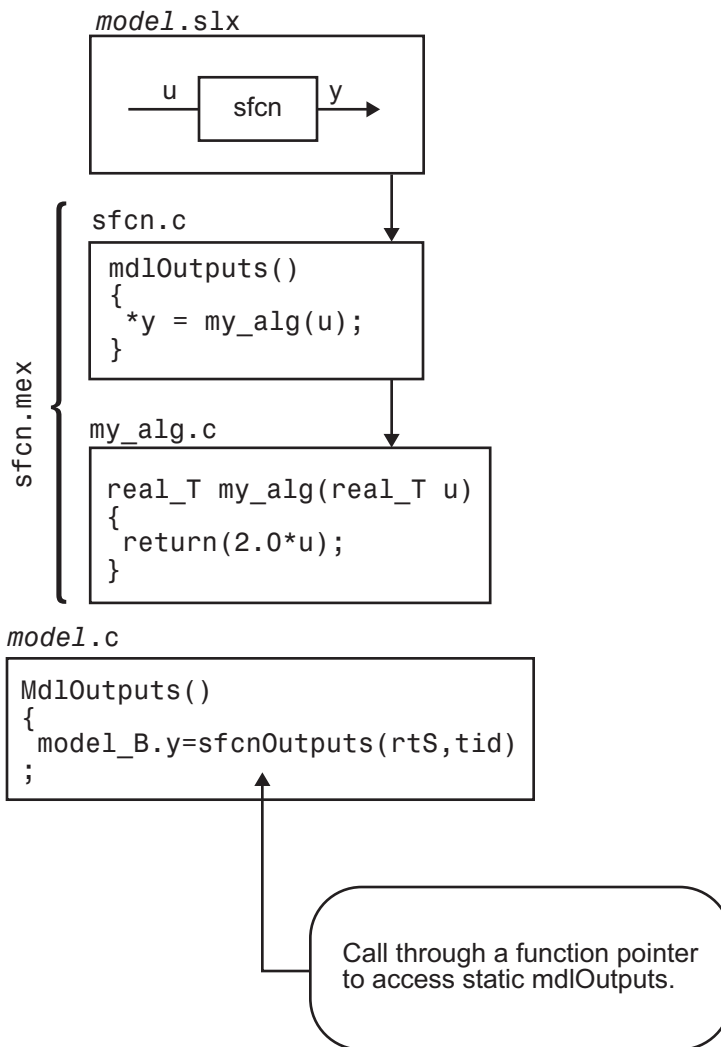 model.slx
u
sfcn
y
sfcn.mex
sfcn.c
mdlOutputs()
{
*y = my_alg(u);
}
my_alg.c
real_T my_alg(real_T u)
{
return(2.0*u);
}
model.c
MdlOutputs()
{
model_B.y=sfcnOutputs(rtS,tid)
;
Call through a function pointer
to access static mdlOutputs.